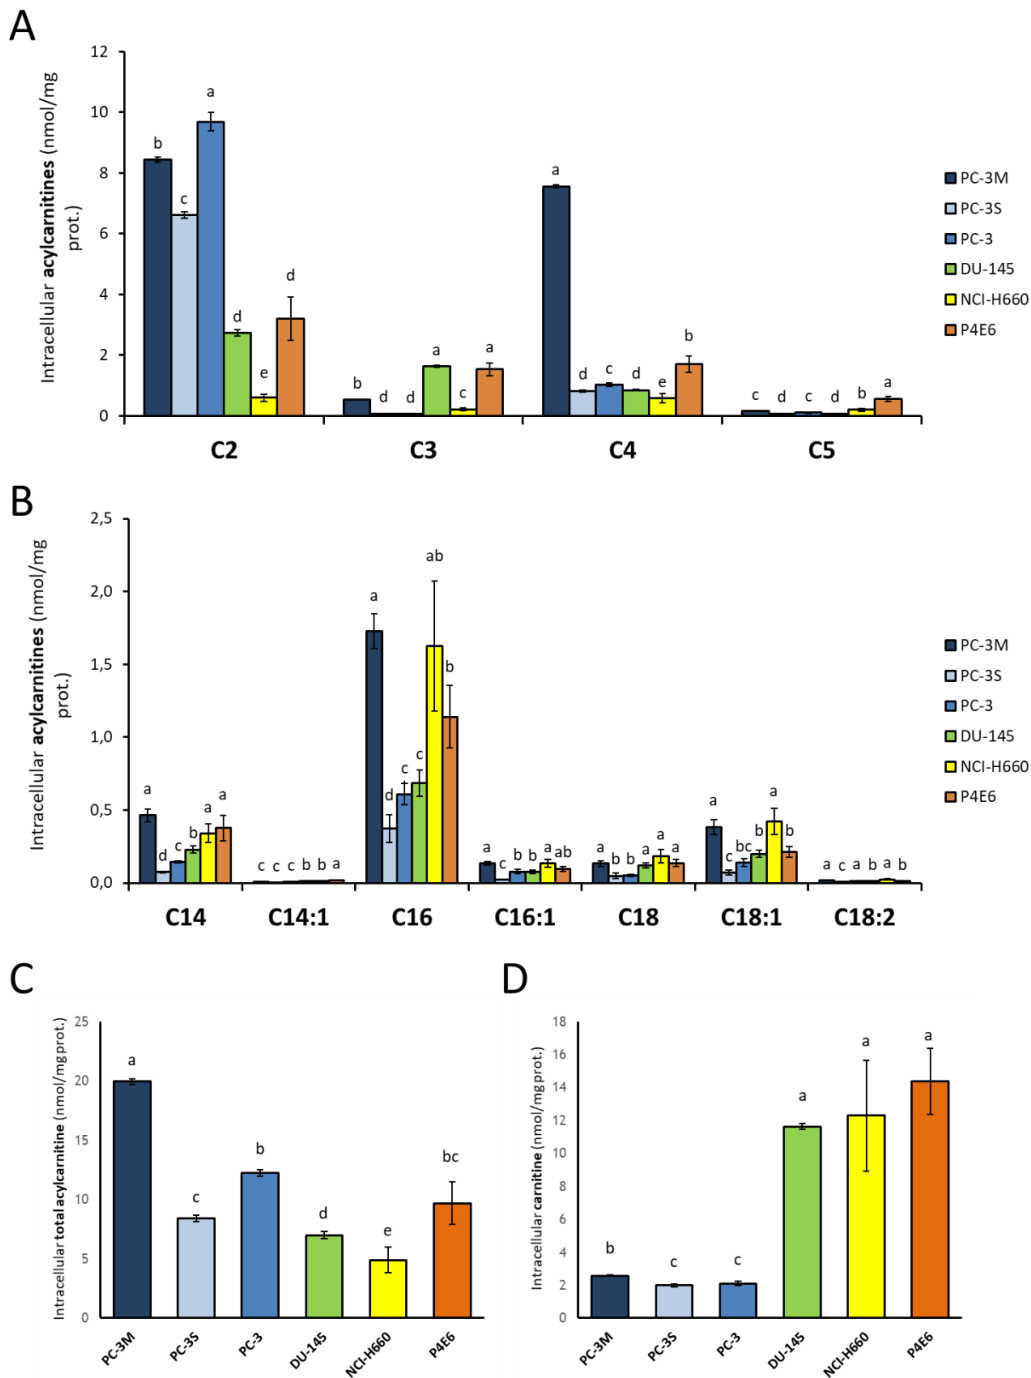 A
Intracellular acylcarnitines (nmol/mg prot.)
12
10
8
6
4
2
0
b
c
a
d
e
d
b
d
d
a
c
a
a
d
c
d
e
b
c
d
c
d
b
a
C2
C3
C4
C5
PC-3M
PC-3S
PC-3
DU-145
NCI-H660
P4E6
B
Intracellular acylcarnitines (nmol/mg prot.)
2,5
2,0
1,5
1,0
0,5
0,0
a
d
c
b
a
a
c
c
c
b
b
a
a
d
c
c
ab
b
a
c
b
b
a
ab
a
b
b
a
a
a
a
c
bc
b
a
b
a
c
a
b
a
b
C14
C14:1
C16
C16:1
C18
C18:1
C18:2
PC-3M
PC-3S
PC-3
DU-145
NCI-H660
P4E6
C
Intracellular total acylcarnitine (nmol/mg prot.)
25
20
15
10
5
0
a
c
b
d
e
bc
PC-3M
PC-3S
PC-3
DU-145
NCI-H660
P4E6
D
Intracellular carnitine (nmol/mg prot.)
18
16
14
12
10
8
6
4
2
0
b
c
c
a
a
a
PC-3M
PC-3S
PC-3
DU-145
NCI-H660
P4E6